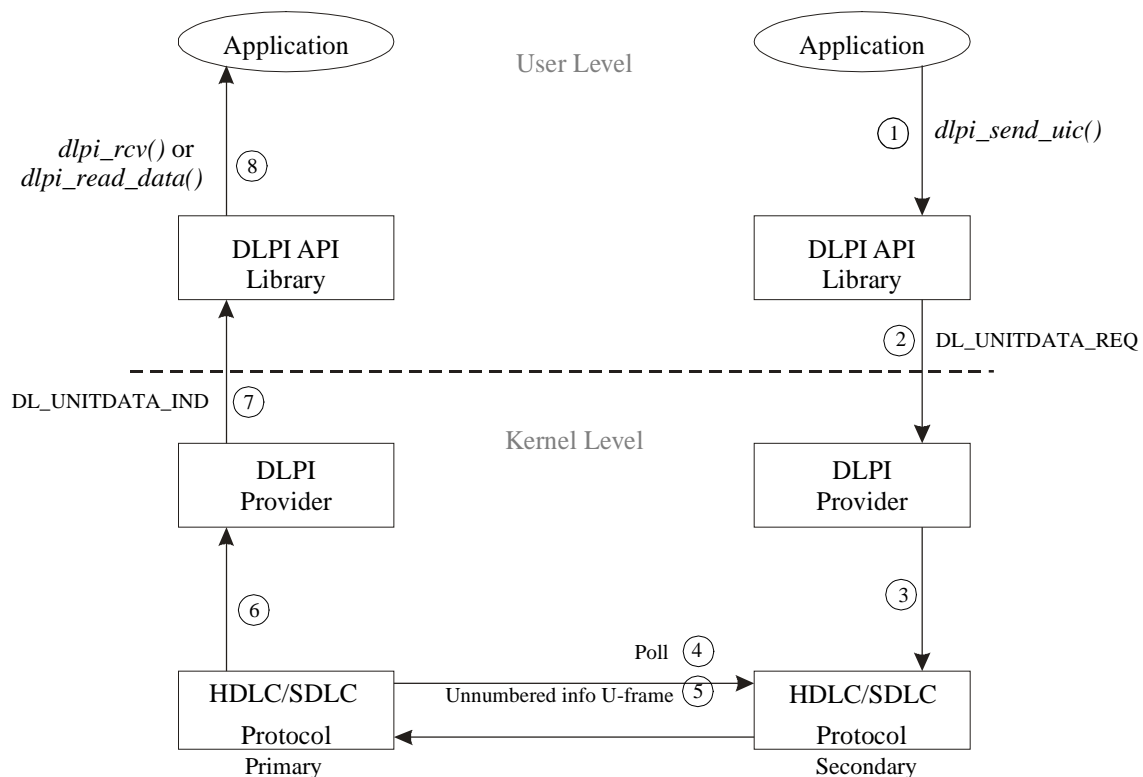 Application
Application
User Level
1
dlpi_send_uic()
dlpi_rcv() or
dlpi_read_data()
8
DLPI API
Library
DLPI API
Library
2
DL_UNITDATA_REQ
DL_UNITDATA_IND
7
Kernel Level
DLPI
Provider
DLPI
Provider
6
3
Poll
4
Unnumbered info U-frame
5
HDLC/SDLC
Protocol
Primary
HDLC/SDLC
Protocol
Secondary